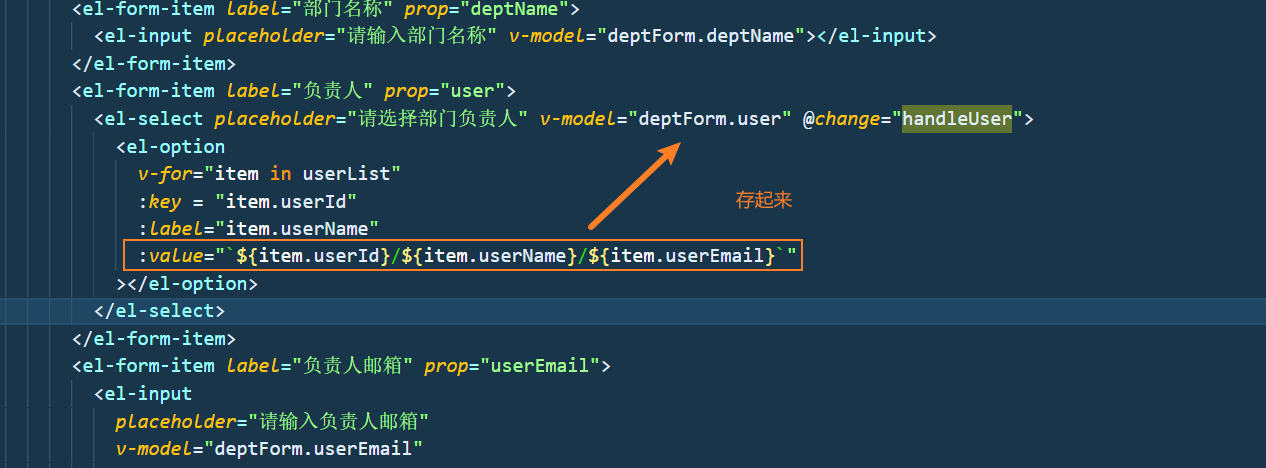 <el-form-item label="部门名称" prop="deptName">
<el-input placeholder="请输入部门名称" v-model="deptForm.deptName"></el-input>
</el-form-item>
<el-form-item label="负责人" prop="user">
<el-select placeholder="请选择部门负责人" v-model="deptForm.user" @change="handleUser">
<el-option
v-for="item in userList"
:key = "item.userId"
存起来
:label="item.userName"
:value="`${item.userId}/${item.userName}/${item.userEmail}`"
></el-option>
</el-select>
</el-form-item>
<el-form-item label="负责人邮箱" prop="userEmail">
<el-input
placeholder="请输入负责人邮箱"
v-model="deptForm.userEmail"